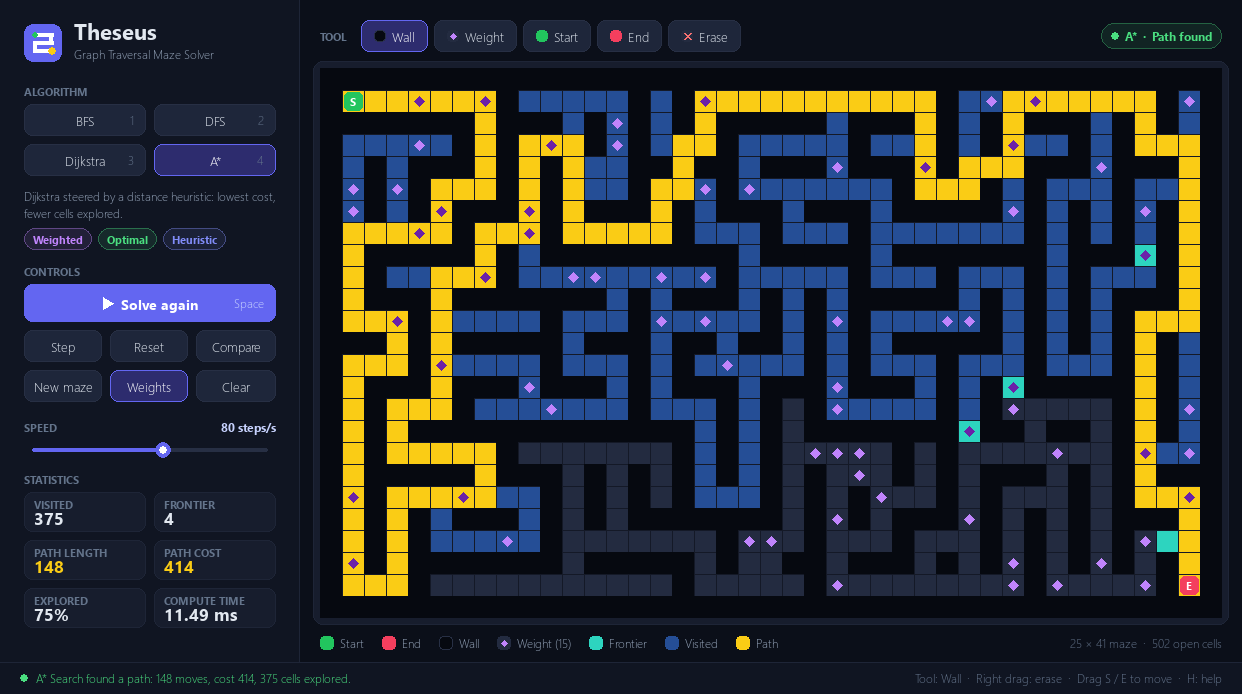 Theseus
Graph Traversal Maze Solver
ALGORITHM
BFS 1
DFS 2
Dijkstra 3
A* 4
Dijkstra steered by a distance heuristic: lowest cost,
fewer cells explored.
Weighted Optimal Heuristic
CONTROLS
Solve again Space
Step Reset Compare
New maze Weights Clear
SPEED 80 steps/s
STATISTICS
VISITED
375
FRONTIER
4
PATH LENGTH
148
PATH COST
414
EXPLORED
75%
COMPUTE TIME
11.49 ms
TOOL Wall Weight Start End Erase
A* · Path found
S
E
Start End Wall Weight (15) Frontier Visited Path
25 × 41 maze · 502 open cells
A* Search found a path: 148 moves, cost 414, 375 cells explored.
Tool: Wall · Right drag: erase · Drag S / E to move · H: help